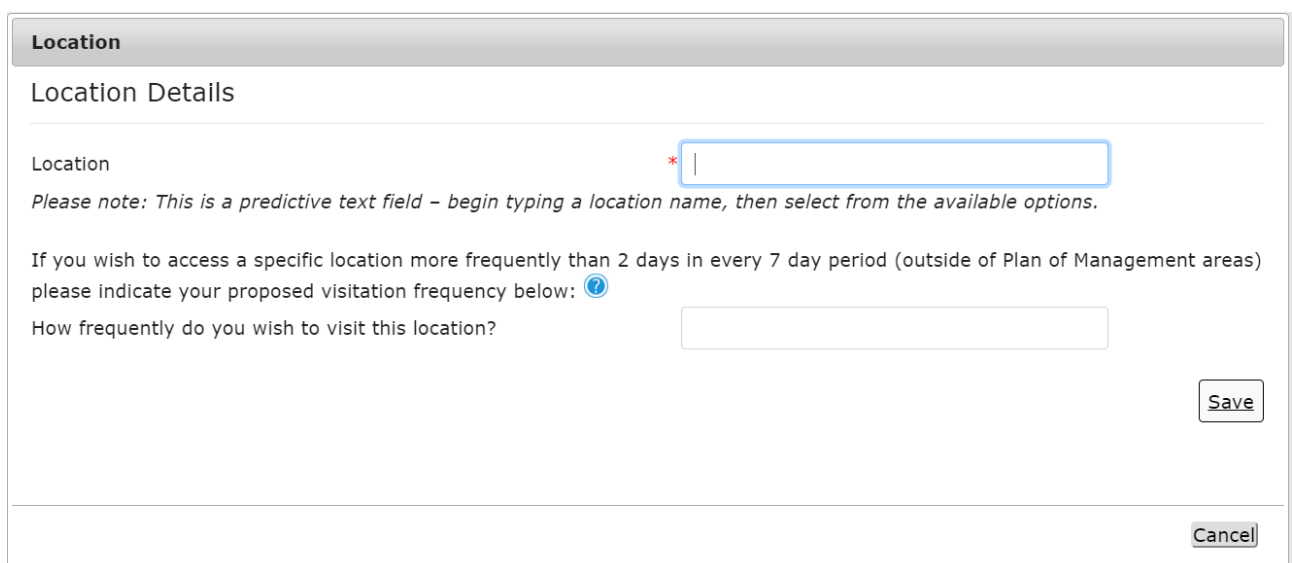 Location
Location Details
Location *
Please note: This is a predictive text field – begin typing a location name, then select from the available options.
If you wish to access a specific location more frequently than 2 days in every 7 day period (outside of Plan of Management areas)
please indicate your proposed visitation frequency below: ?
How frequently do you wish to visit this location?
Save
Cancel